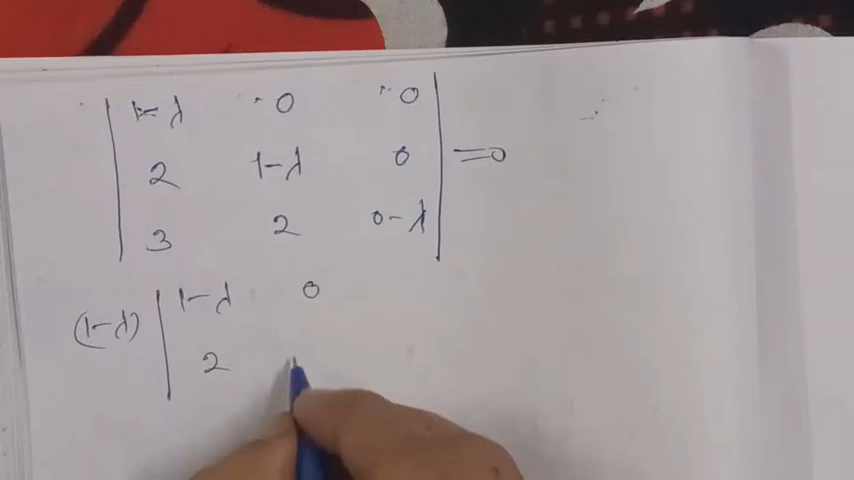 | 1-λ 0 0 |
| 2 1-λ 0 | =0
| 3 2 0-λ |
(1-λ) | 1-λ 0
| 2